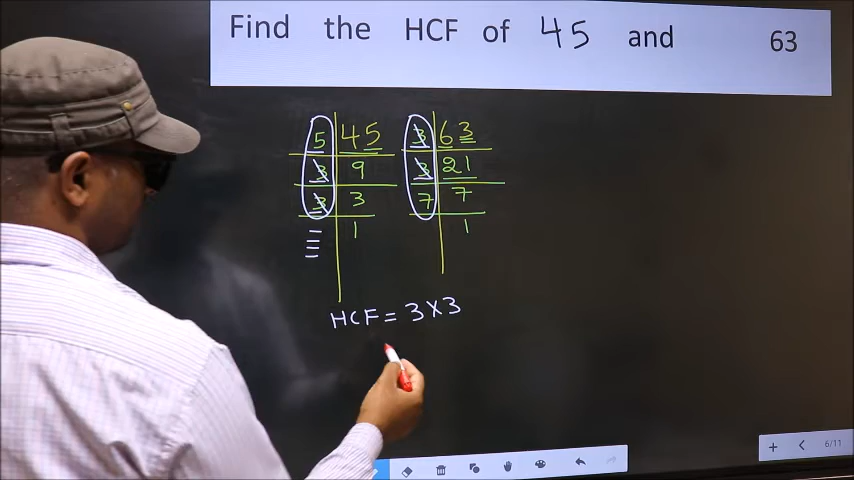 Find the HCF of 45 and 63
5 45 3 63
3 9 3 21
3 3 7 7
1 1
HCF = 3 X 3
6/11